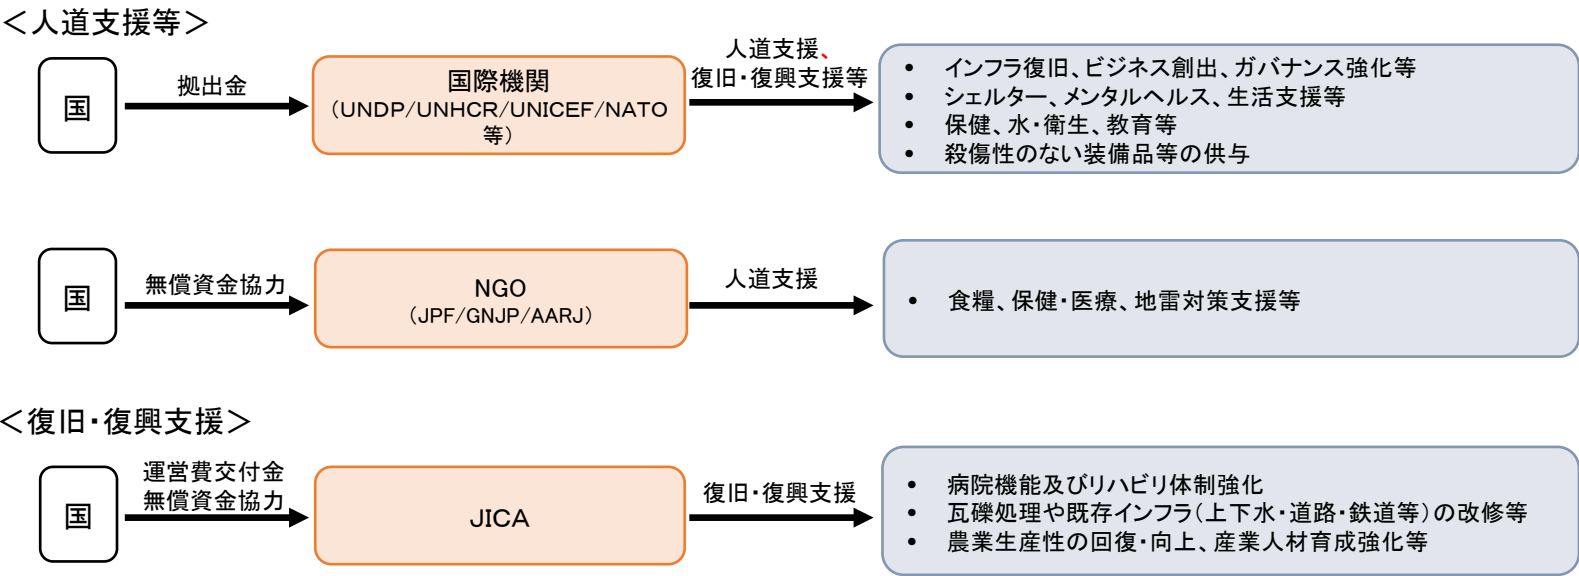 ＜人道支援等＞
国
拠出金
国際機関
（UNDP/UNHCR/UNICEF/NATO
等）
人道支援、
復旧・復興支援等
• インフラ復旧、ビジネス創出、ガバナンス強化等
• シェルター、メンタルヘルス、生活支援等
• 保健、水・衛生、教育等
• 殺傷性のない装備品等の供与
国
無償資金協力
NGO
（JPF/GNJP/AARJ）
人道支援
• 食糧、保健・医療、地雷対策支援等
＜復旧・復興支援＞
国
運営費交付金
無償資金協力
JICA
復旧・復興支援
• 病院機能及びリハビリ体制強化
• 瓦礫処理や既存インフラ（上下水・道路・鉄道等）の改修等
• 農業生産性の回復・向上、産業人材育成強化等